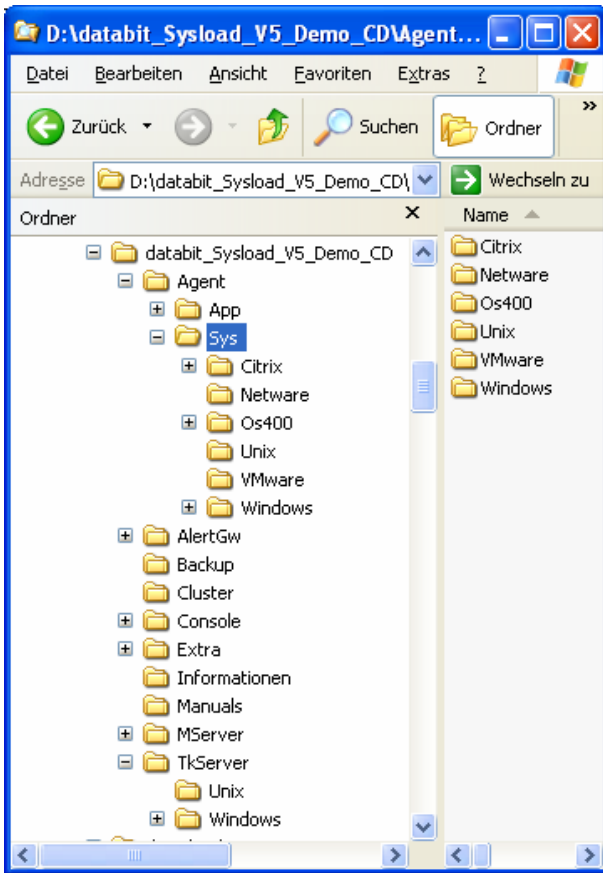 D:\databit_Sysload_V5_Demo_CD\Agent...
Datei Bearbeiten Ansicht Favoriten Extras ?
Zurück Suchen Ordner »
Adresse D:\databit_Sysload_V5_Demo_CD\ Wechseln zu
Ordner
databit_Sysload_V5_Demo_CD
Agent
App
Sys
Citrix
Netware
Os400
Unix
VMware
Windows
AlertGw
Backup
Cluster
Console
Extra
Informationen
Manuals
MServer
TkServer
Unix
Windows
Name
Citrix
Netware
Os400
Unix
VMware
Windows